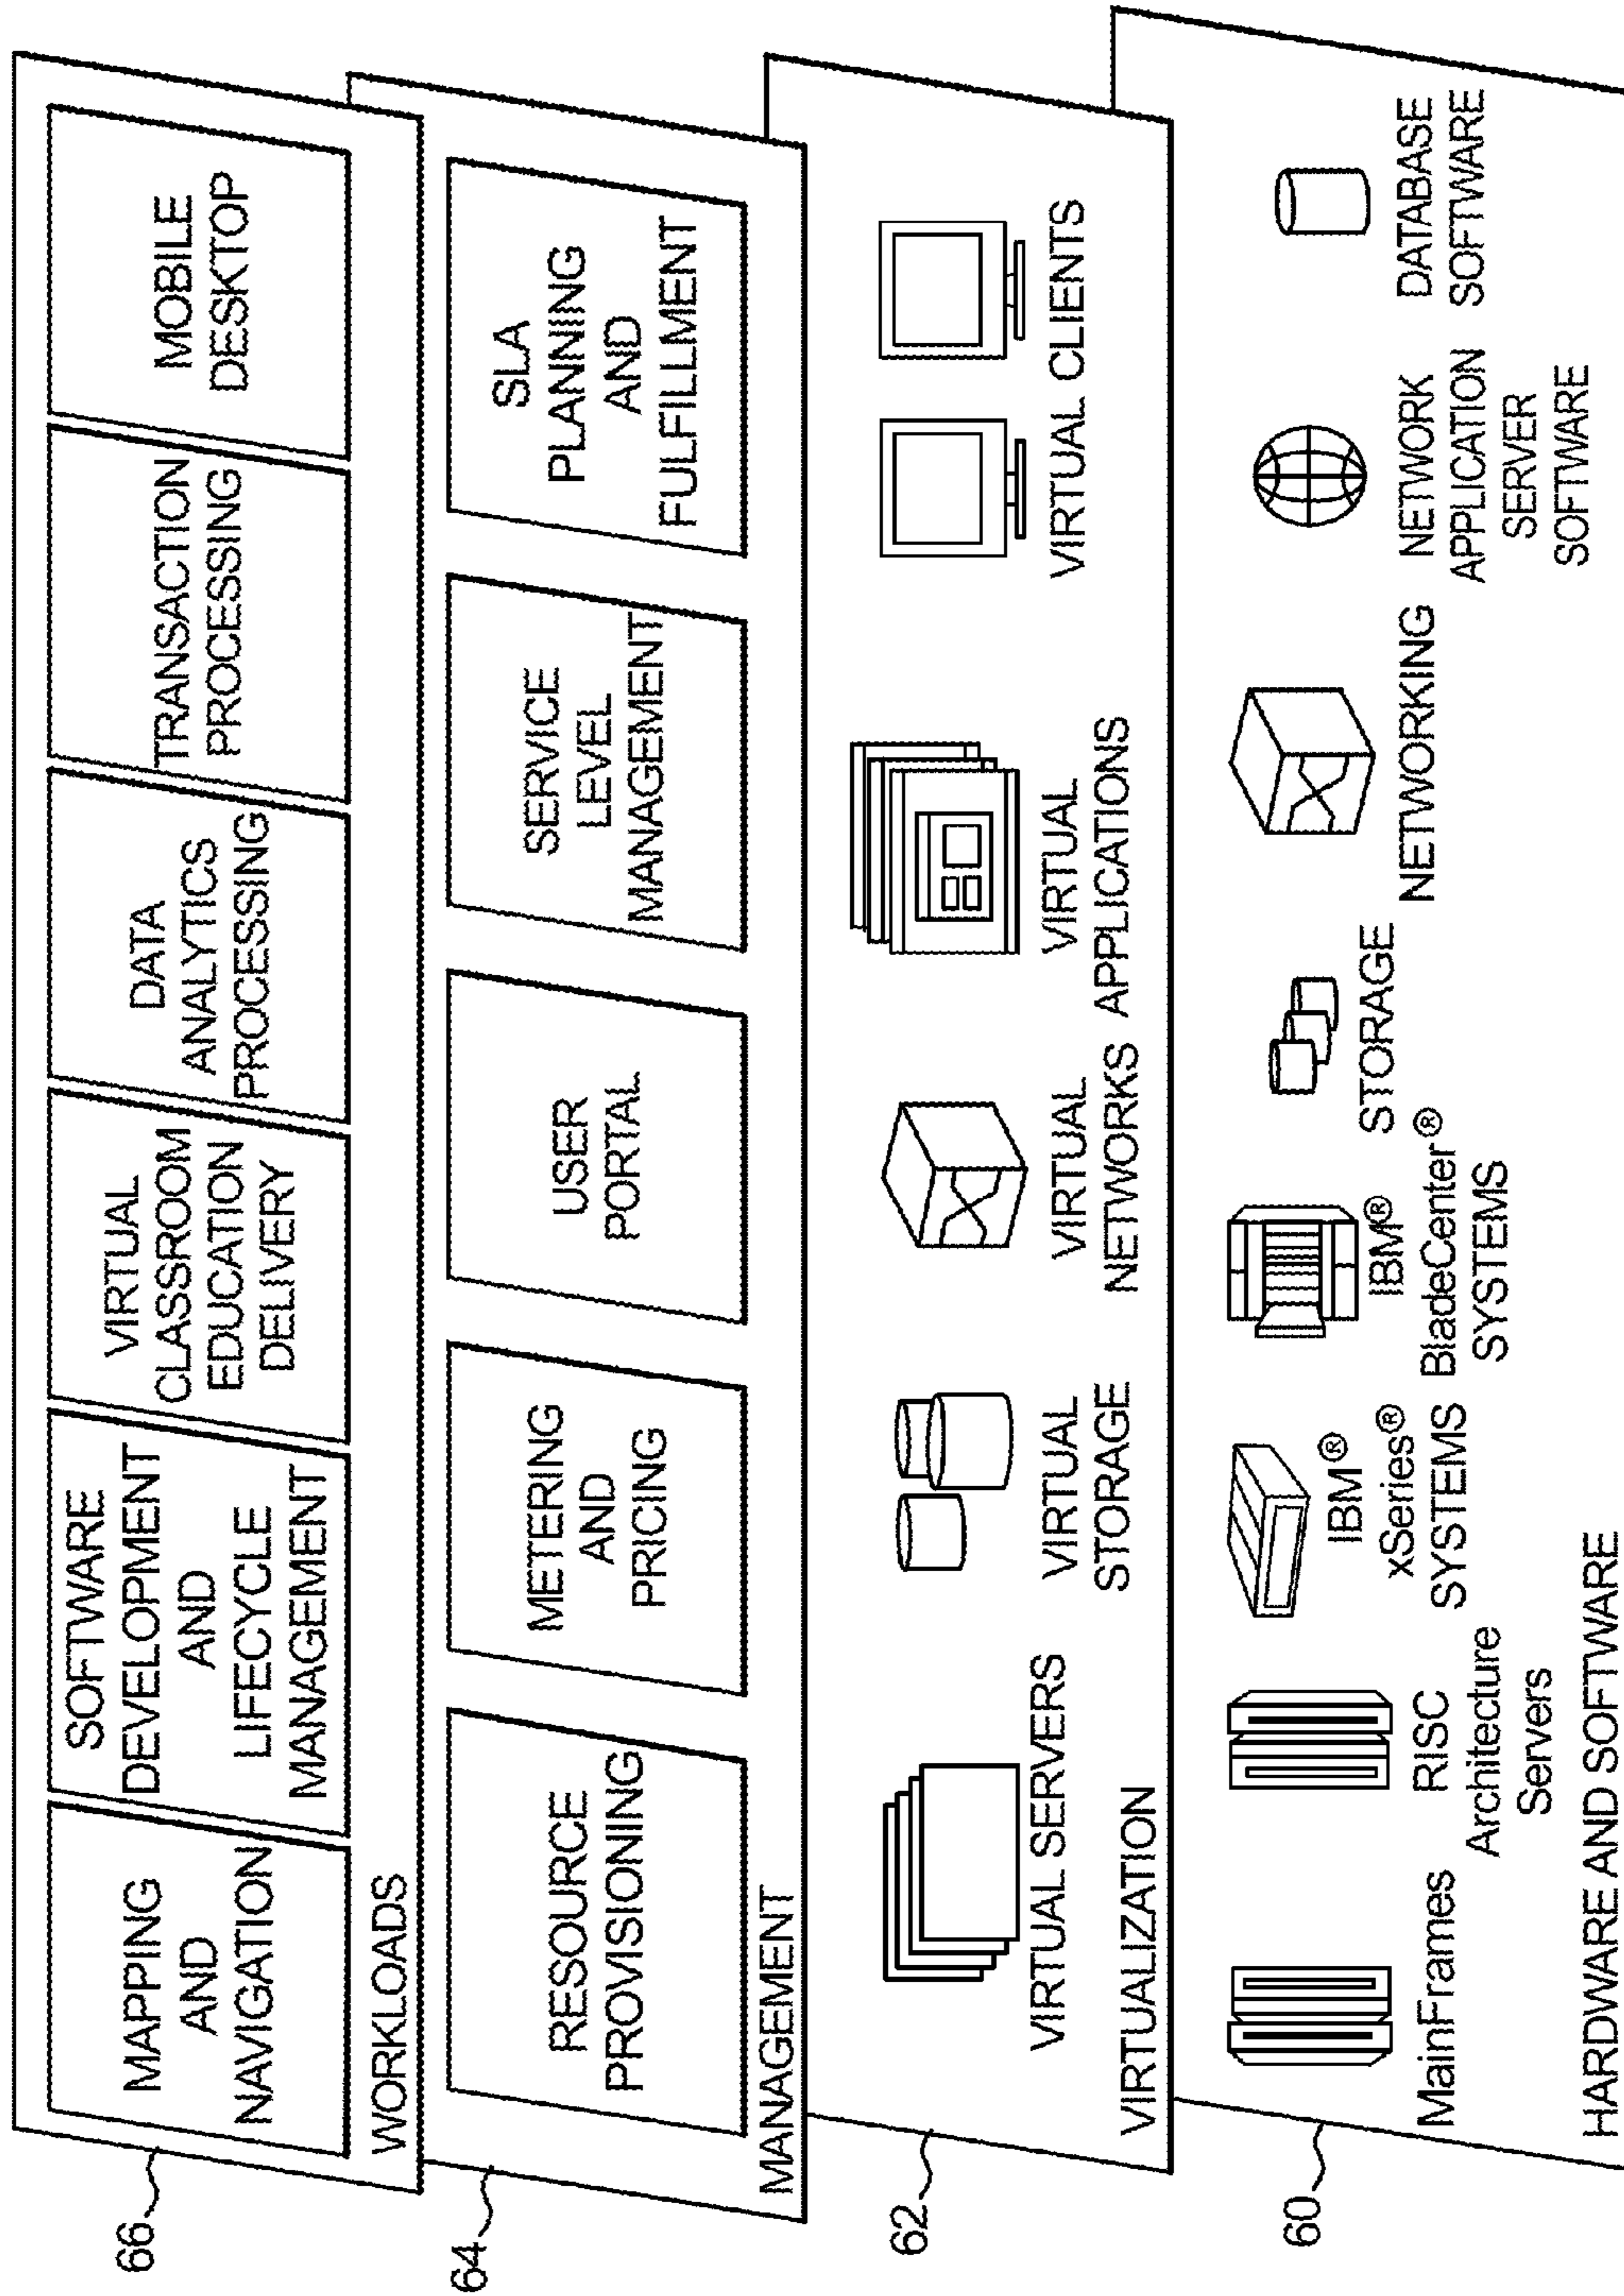 66
MAPPING
AND
NAVIGATION
SOFTWARE
DEVELOPMENT
AND
LIFECYCLE
MANAGEMENT
VIRTUAL
CLASSROOM
EDUCATION
DELIVERY
DATA
ANALYTICS
PROCESSING
TRANSACTION
PROCESSING
MOBILE
DESKTOP
WORKLOADS
64
RESOURCE
PROVISIONING
METERING
AND
PRICING
USER
PORTAL
SERVICE
LEVEL
MANAGEMENT
SLA
PLANNING
AND
FULFILLMENT
MANAGEMENT
62
VIRTUAL SERVERS
VIRTUAL
STORAGE
VIRTUAL
NETWORKS
VIRTUAL
APPLICATIONS
VIRTUAL CLIENTS
VIRTUALIZATION
60
MainFrames
RISC
Architecture
Servers
IBM®
xSeries®
SYSTEMS
IBM®
BladeCenter®
SYSTEMS
STORAGE
NETWORKING
NETWORK
APPLICATION
SERVER
SOFTWARE
DATABASE
SOFTWARE
HARDWARE AND SOFTWARE